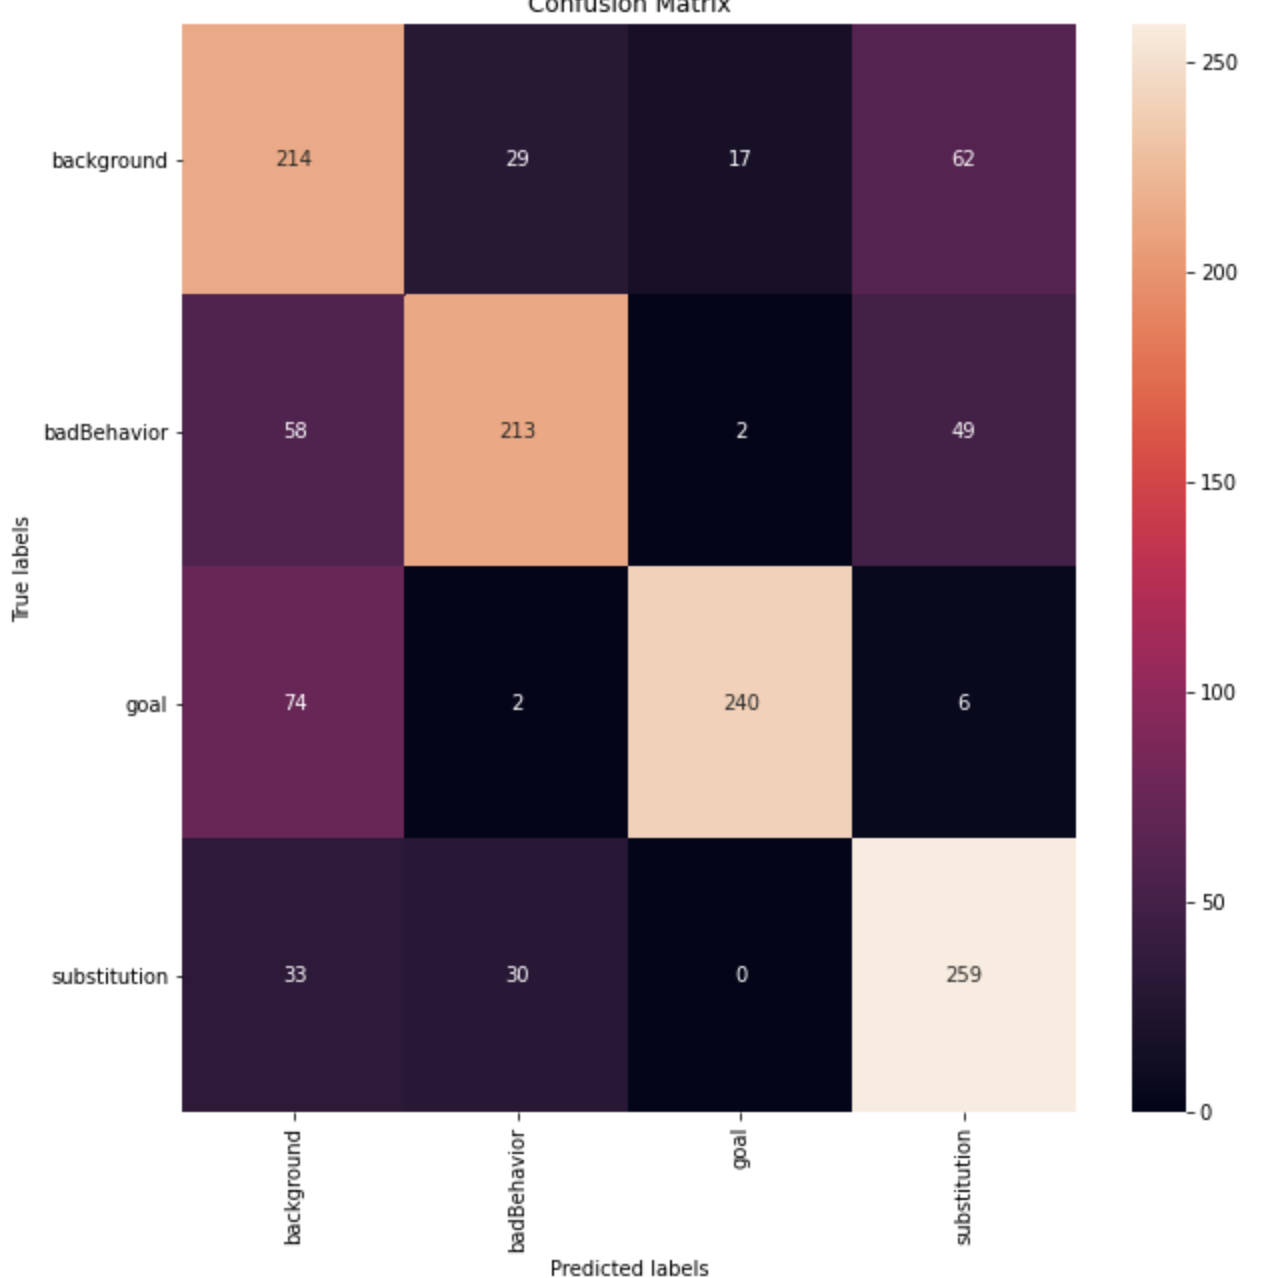 Confusion Matrix
background 214 29 17 62
badBehavior 58 213 2 49
goal 74 2 240 6
substitution 33 30 0 259
background badBehavior goal substitution
True labels
Predicted labels
250
200
150
100
50
0